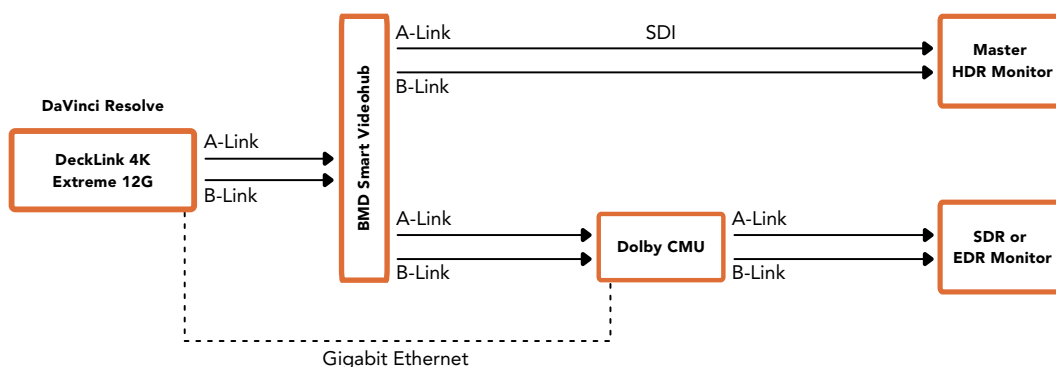 DaVinci Resolve
DeckLink 4K
Extreme 12G
A-Link
B-Link
BMD Smart Videohub
A-Link
SDI
B-Link
Master
HDR Monitor
A-Link
B-Link
Dolby CMU
A-Link
B-Link
SDR or
EDR Monitor
Gigabit Ethernet